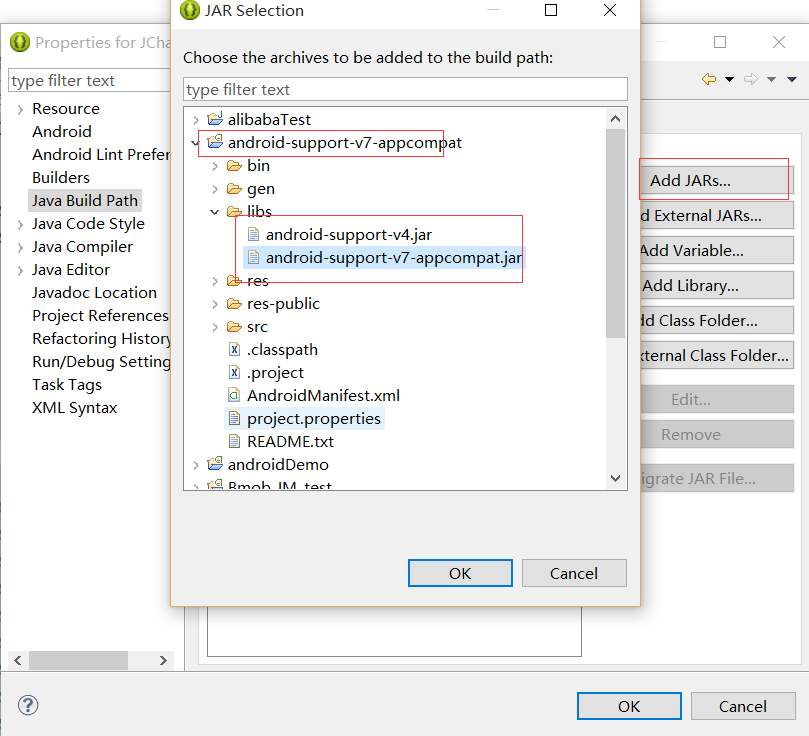 JAR Selection
Properties for JCha
Choose the archives to be added to the build path:
type filter text
type filter text
Resource
Android
Android Lint Prefer
Builders
Java Build Path
Java Code Style
Java Compiler
Java Editor
Javadoc Location
Project References
Refactoring History
Run/Debug Setting
Task Tags
XML Syntax
alibabaTest
android-support-v7-appcompat
bin
gen
libs
android-support-v4.jar
android-support-v7-appcompat.jar
res
res-public
src
.classpath
.project
AndroidManifest.xml
project.properties
README.txt
androidDemo
Bmob_IM_test
OK
Cancel
Add JARs...
d External JARs...
Add Variable...
Add Library...
dd Class Folder...
xternal Class Folder...
Edit...
Remove
igrate JAR File...
OK
Cancel